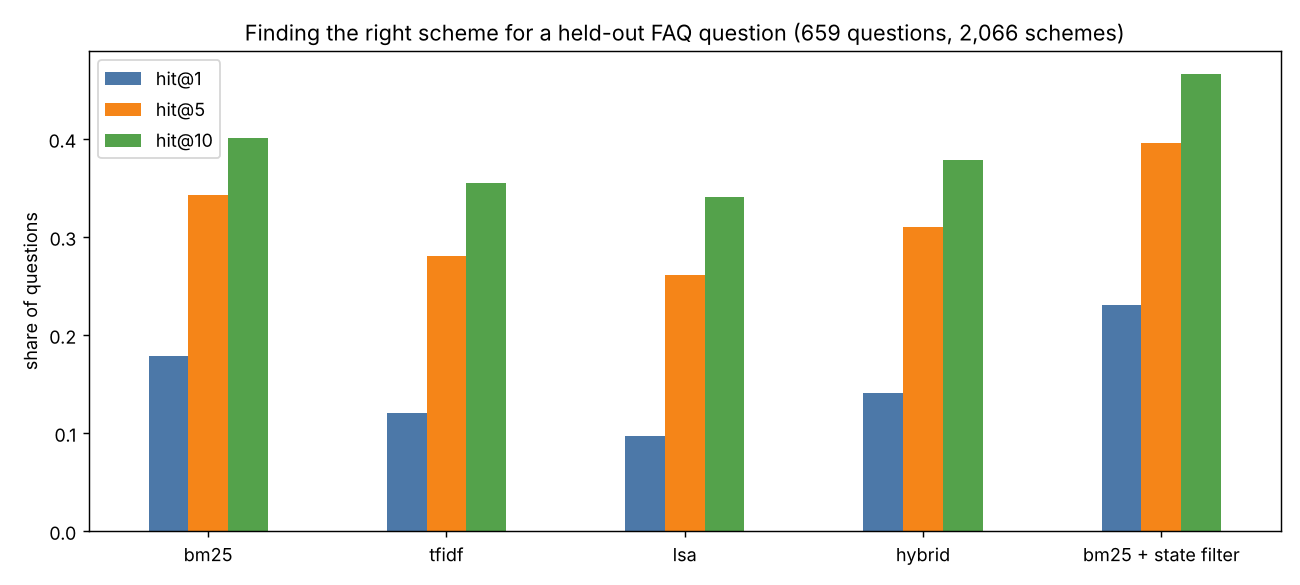 Finding the right scheme for a held-out FAQ question (659 questions, 2,066 schemes)
hit@1
hit@5
hit@10
share of questions
0.4
0.3
0.2
0.1
0.0
bm25
tfidf
lsa
hybrid
bm25 + state filter